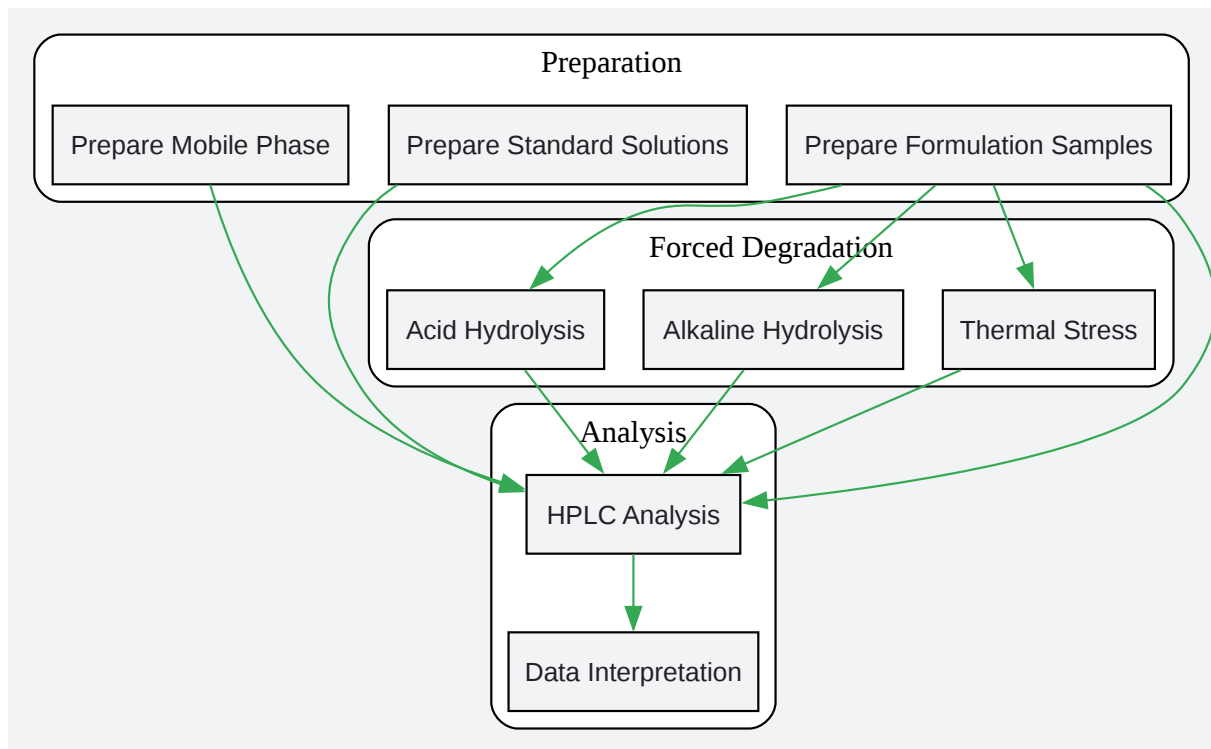 Preparation
Prepare Mobile Phase
Prepare Standard Solutions
Prepare Formulation Samples
Forced Degradation
Acid Hydrolysis
Alkaline Hydrolysis
Thermal Stress
Analysis
HPLC Analysis
Data Interpretation